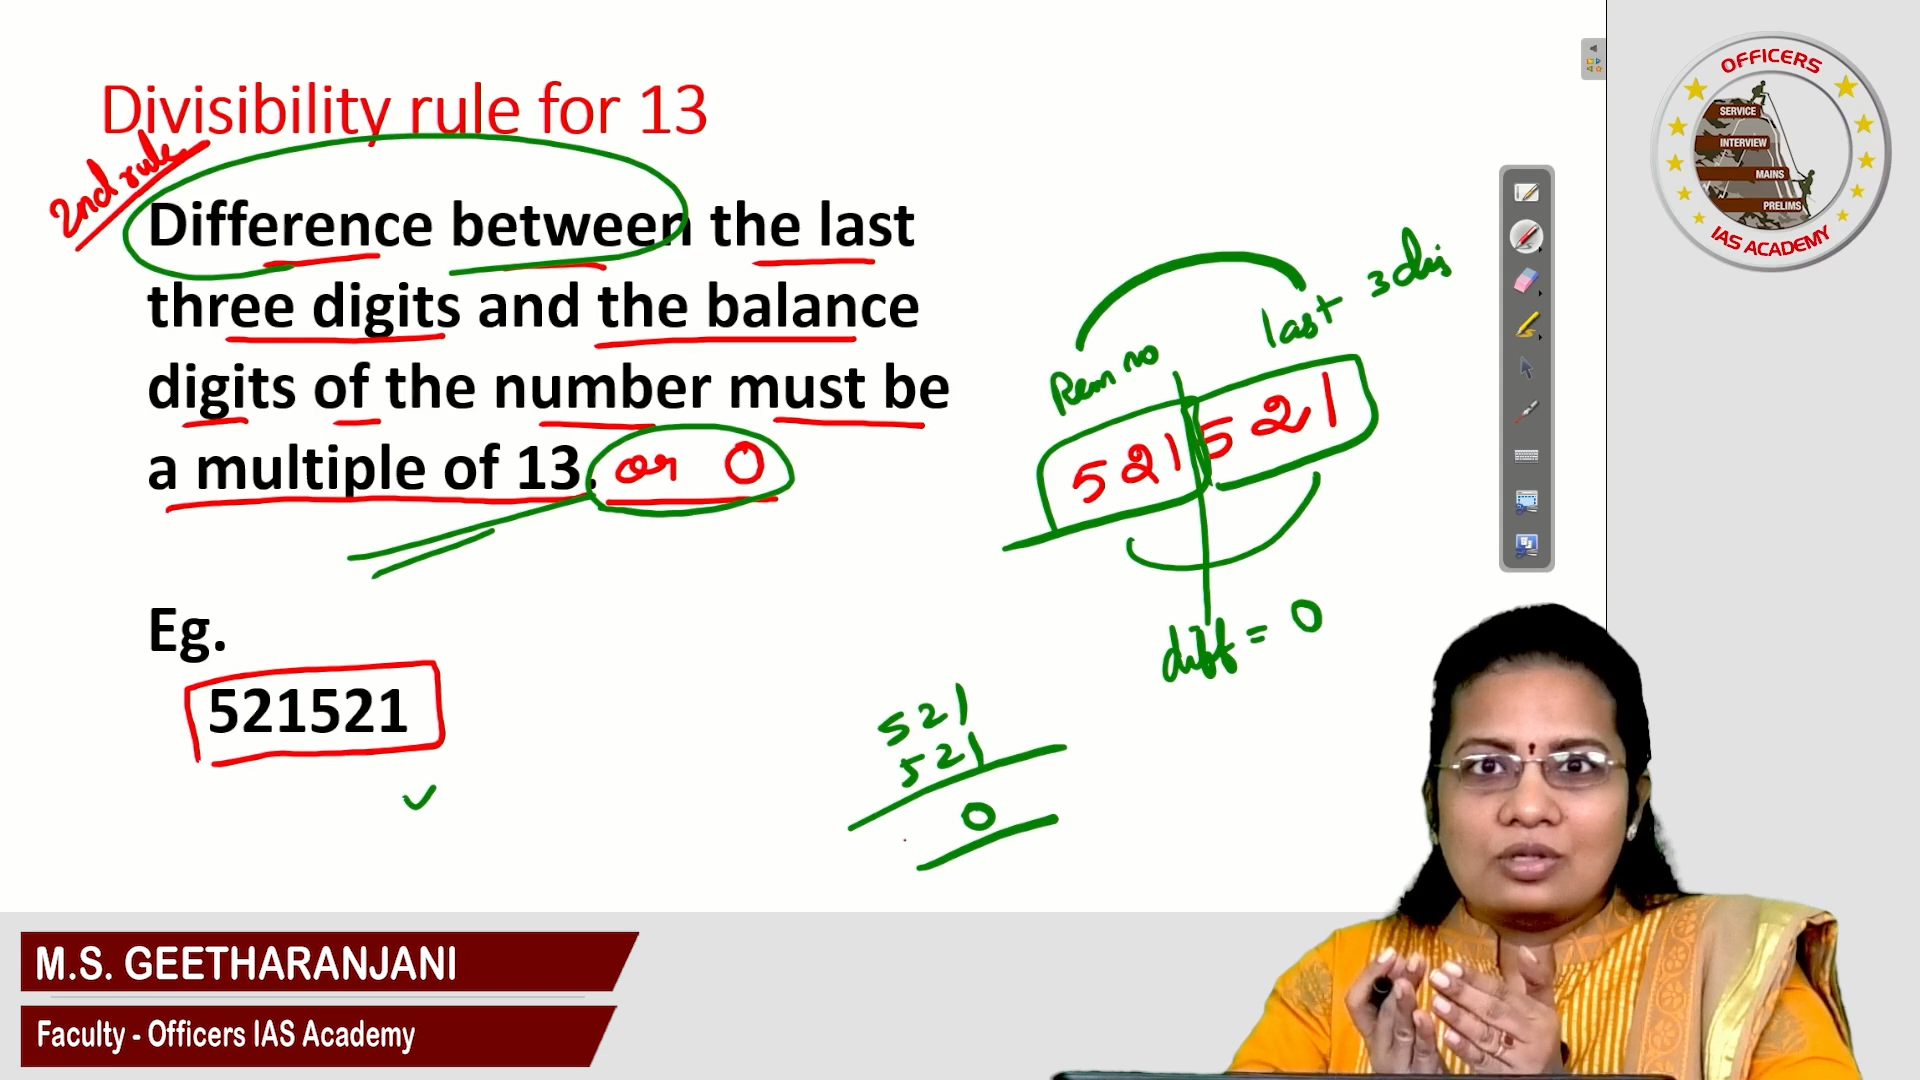 Divisibility rule for 13
2nd rule
Difference between the last
three digits and the balance
digits of the number must be
a multiple of 13. or 0
Eg.
521521
Rem no
last 3 dis
521 521
diff = 0
521
521
0
OFFICERS
SERVICE
INTERVIEW
MAINS
PRELIMS
IAS ACADEMY
M.S. GEETHARANJANI
Faculty - Officers IAS Academy